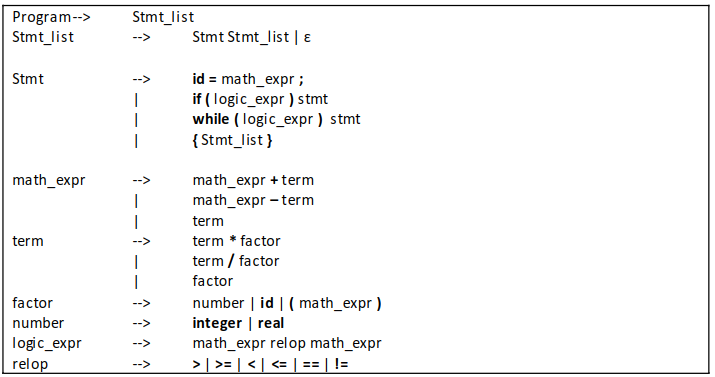 Program--> Stmt_list
Stmt_list --> Stmt Stmt_list | ε
Stmt --> id = math_expr ;
| if ( logic_expr ) stmt
| while ( logic_expr ) stmt
| { Stmt_list }
math_expr --> math_expr + term
| math_expr – term
| term
term --> term * factor
| term / factor
| factor
factor --> number | id | ( math_expr )
number --> integer | real
logic_expr --> math_expr relop math_expr
relop --> > | >= | < | <= | == | !=